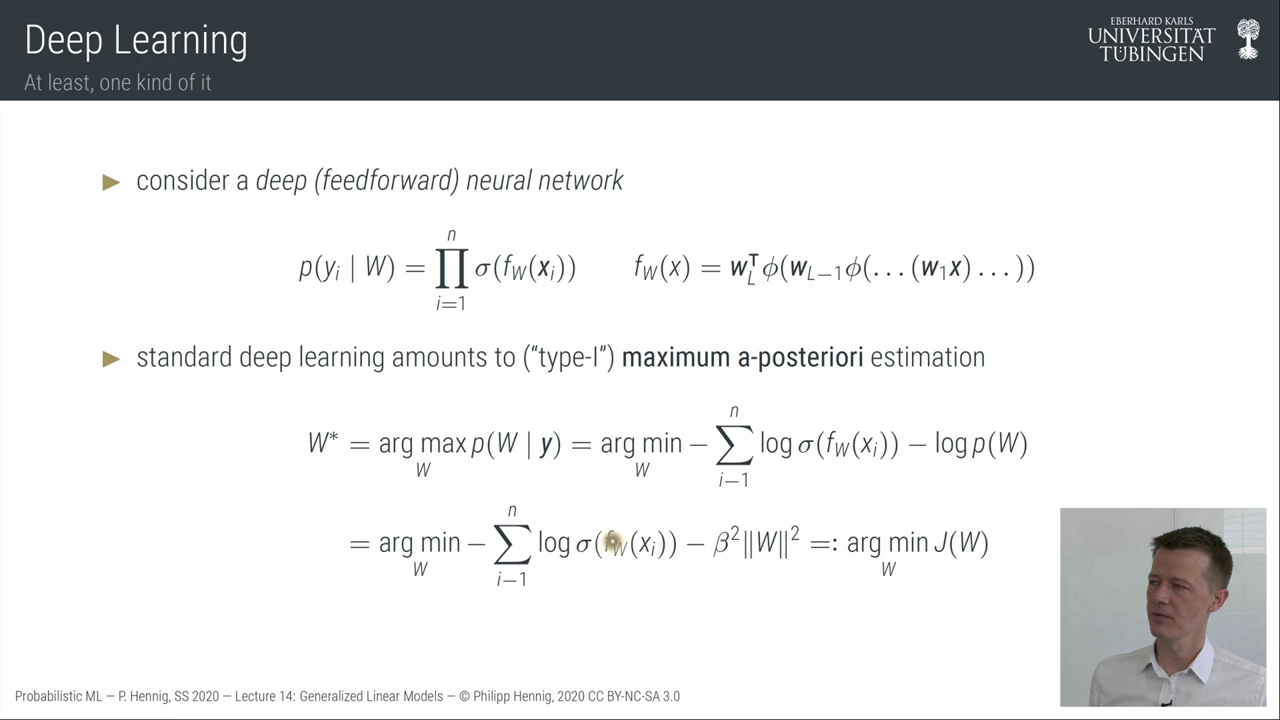 Deep Learning
At least, one kind of it
EBERHARD KARLS
UNIVERSITÄT
TÜBINGEN
► consider a deep (feedforward) neural network
p(y_i | W) = ∏_{i=1}^{n} σ(f_W(x_i))   f_W(x) = w_L^⊤ ϕ(w_{L−1}ϕ(. . . (w_1x) . . .))
► standard deep learning amounts to (“type-I”) maximum a-posteriori estimation
W* = arg max_W p(W | y) = arg min_W − ∑_{i−1}^{n} log σ(f_W(x_i)) − log p(W)
= arg min_W − ∑_{i−1}^{n} log σ(f_W(x_i)) − β²‖W‖² =: arg min_W J(W)
Probabilistic ML — P. Hennig, SS 2020 — Lecture 14: Generalized Linear Models — © Philipp Hennig, 2020 CC BY-NC-SA 3.0